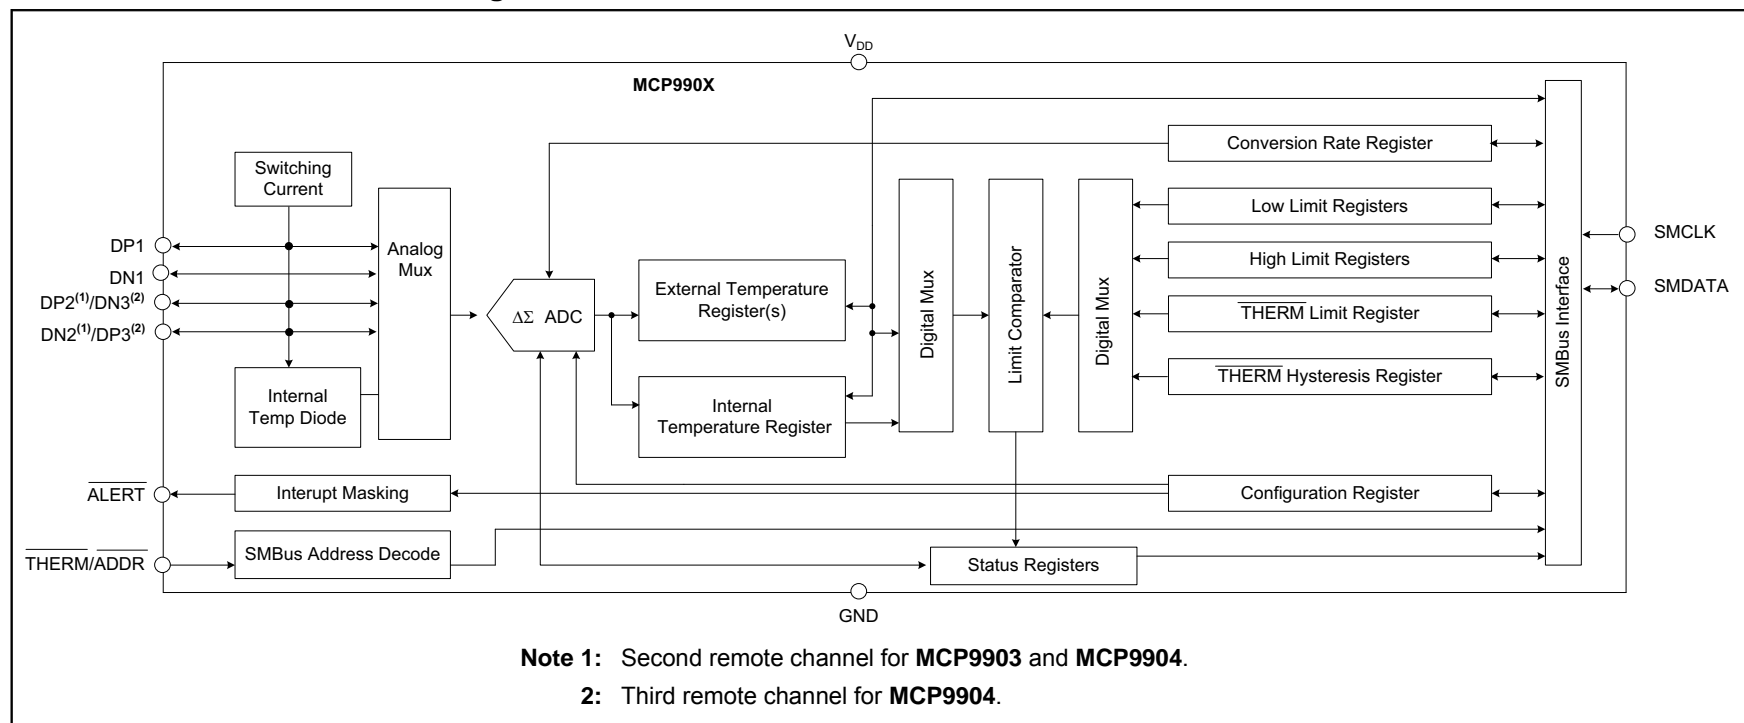 V_DD
MCP990X
Switching
Current
Conversion Rate Register
Low Limit Registers
Analog
Mux
DP1
DN1
DP2(1)/DN3(2)
DN2(1)/DP3(2)
High Limit Registers
SMCLK
SMDATA
External Temperature
Register(s)
ΔΣ ADC
Digital Mux
Limit Comparator
Digital Mux
SMBus Interface
THERM Limit Register
THERM Hysteresis Register
Internal
Temp Diode
Internal
Temperature Register
ALERT
Interupt Masking
Configuration Register
THERM/ADDR
SMBus Address Decode
Status Registers
GND
Note 1: Second remote channel for MCP9903 and MCP9904.
2: Third remote channel for MCP9904.